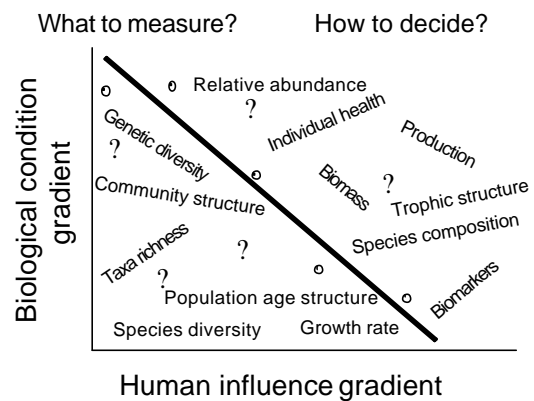 What to measure? How to decide?
Relative abundance
?
Individual health
Genetic diversity
Production
?
Biomass
?
Community structure
Trophic structure
Species composition
Taxa richness
?
?
Biomarkers
Population age structure
Species diversity
Growth rate
Biological condition
gradient
Human influence gradient